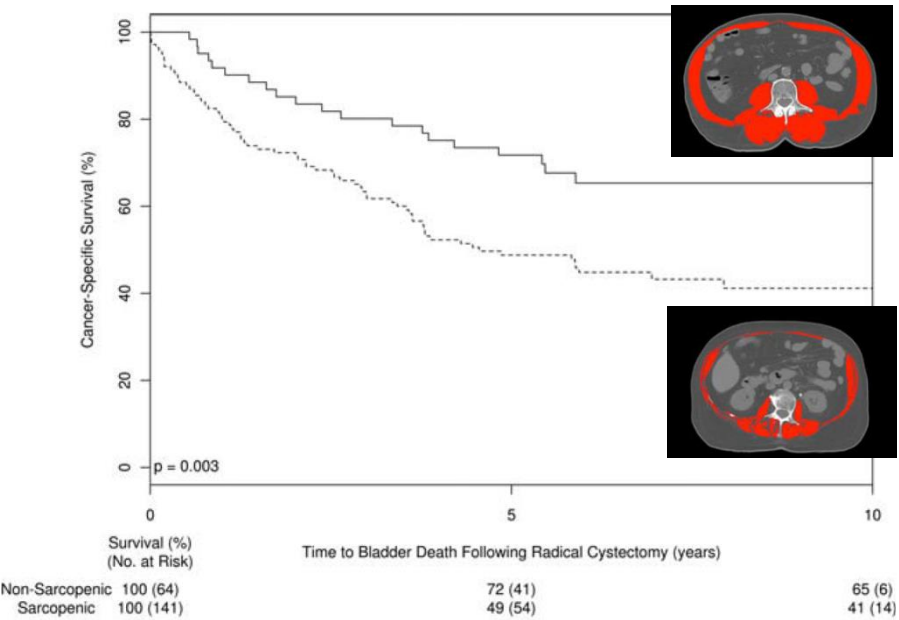 100
80
60
40
20
0
Cancer-Specific Survival (%)
p = 0.003
0 5 10
Survival (%)
(No. at Risk)
Time to Bladder Death Following Radical Cystectomy (years)
Non-Sarcopenic 100 (64) 72 (41) 65 (6)
Sarcopenic 100 (141) 49 (54) 41 (14)